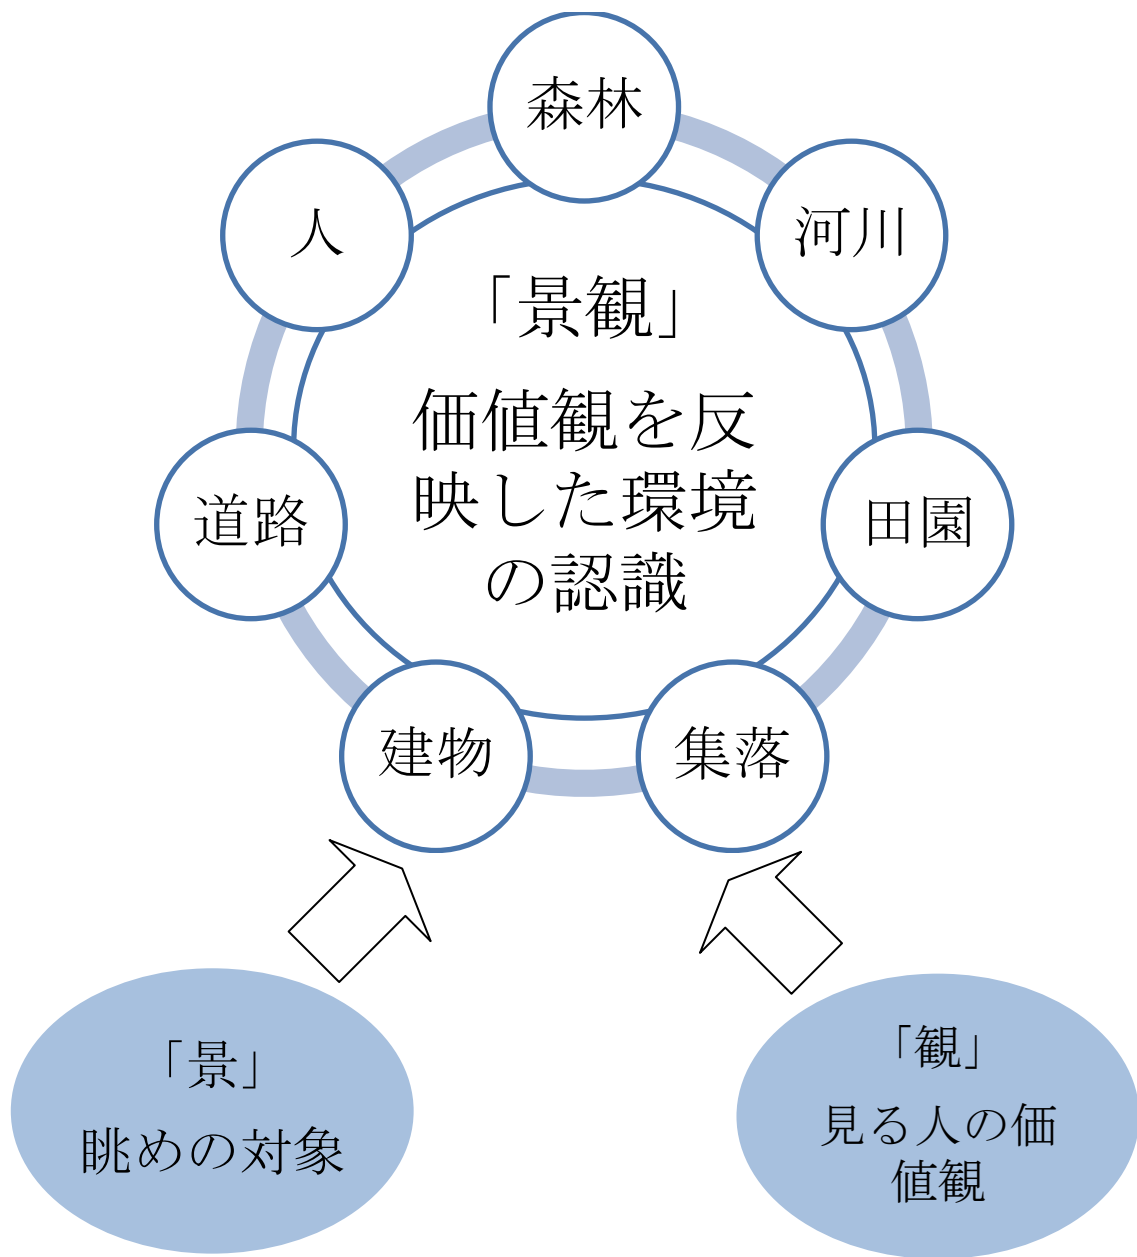 森林
人
河川
「景観」
価値観を反
映した環境
の認識
道路
田園
建物
集落
「景」
眺めの対象
「観」
見る人の価
値観